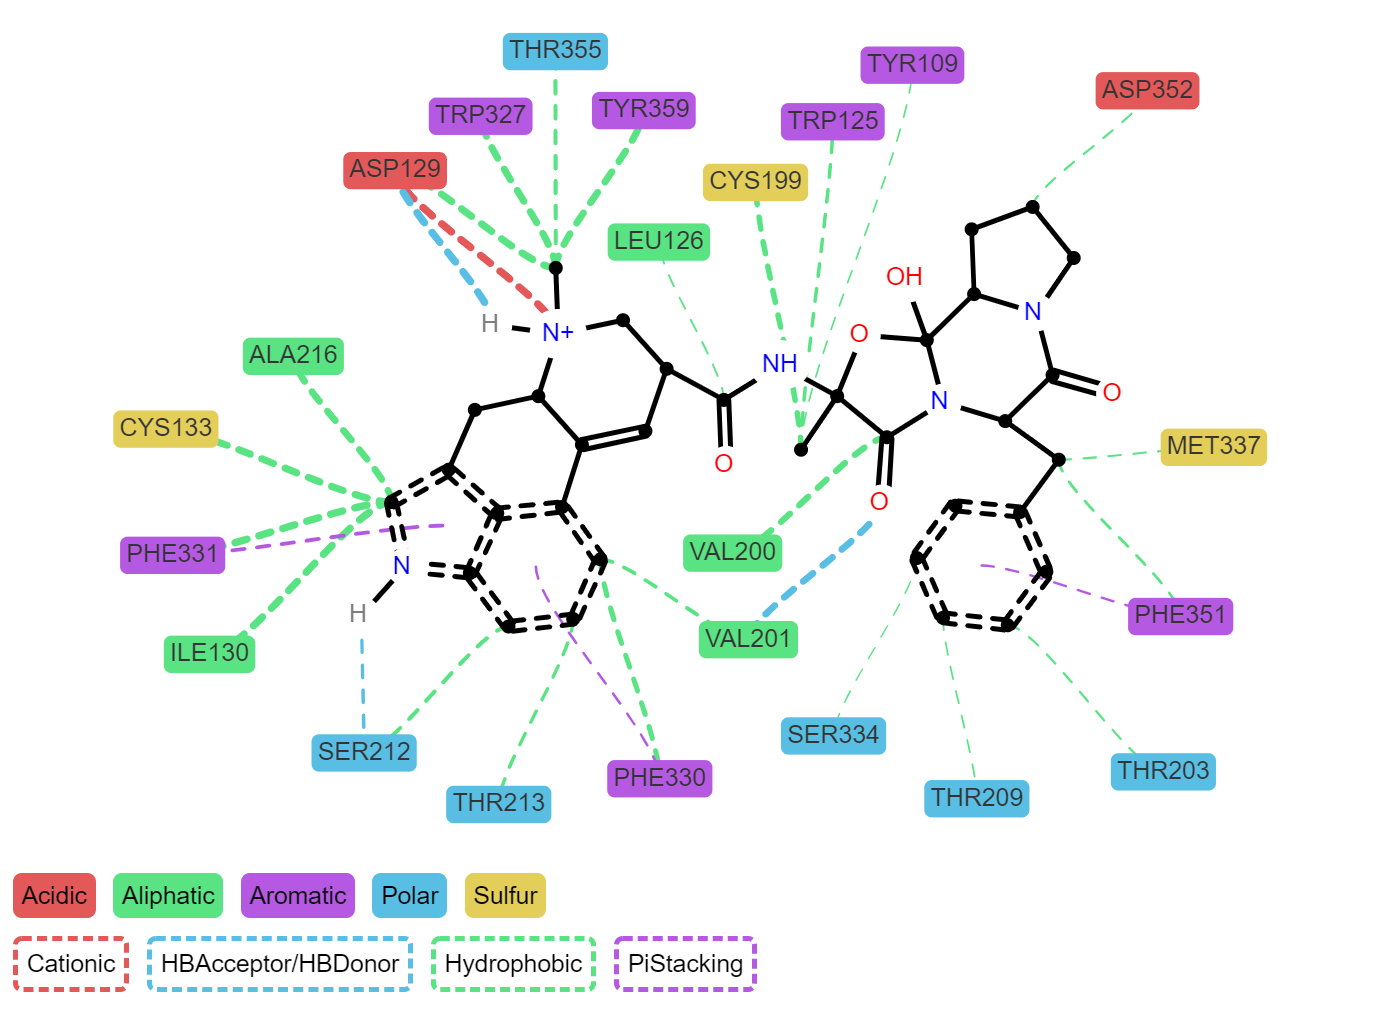 THR355
TYR109
ASP352
TRP327
TYR359
TRP125
ASP129
CYS199
LEU126
OH
H
N+
O
N
ALA216
NH
N
O
CYS133
MET337
O
O
PHE331
VAL200
N
H
PHE351
ILE130
VAL201
SER212
SER334
PHE330
THR203
THR213
THR209
Acidic Aliphatic Aromatic Polar Sulfur
Cationic HBAcceptor/HBDonor Hydrophobic PiStacking